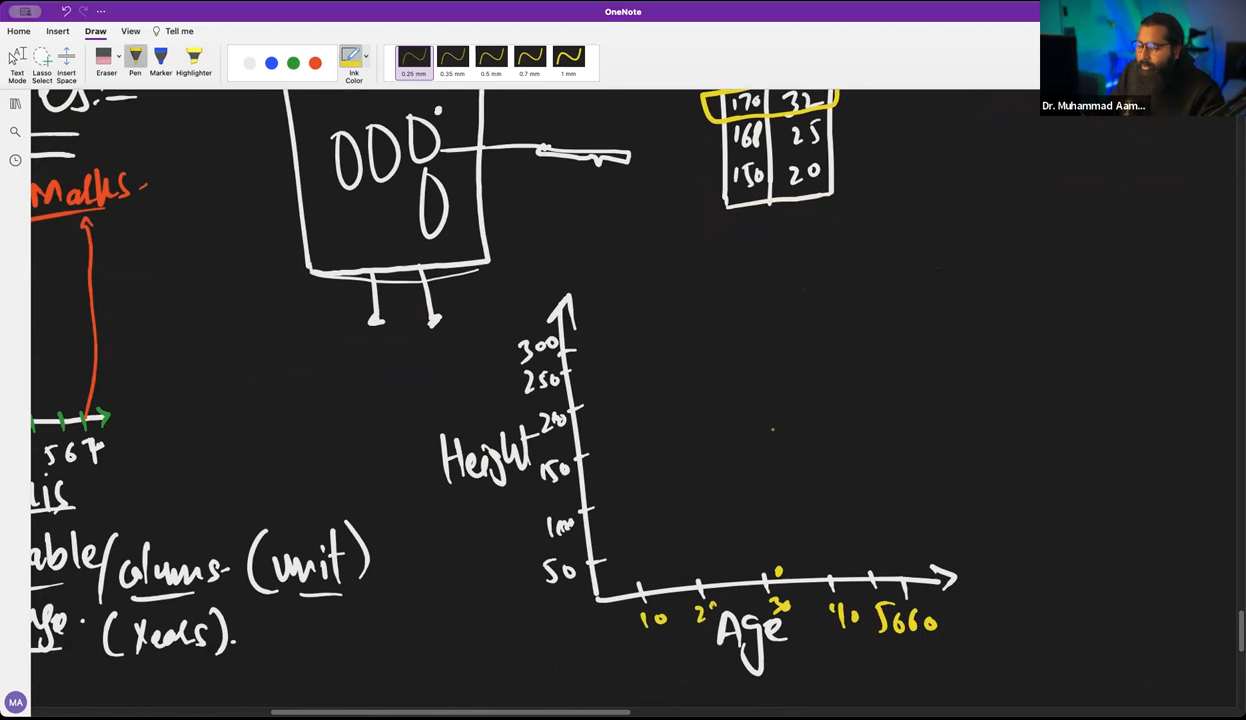 OneNote
Home Insert Draw View Tell me
Text Mode
Lasso Select
Insert Space
Eraser
Pen
Marker
Highlighter
Ink Color
0.25 mm
0.35 mm
0.5 mm
0.7 mm
1 mm
Dr. Muhammad Aam...
170 32
168 25
150 20
Maths
300
250
200
150
100
50
Height
5 6 7
is
able/colums (unit)
ge. (Years).
10 20 30 40 50 60
Age
MA